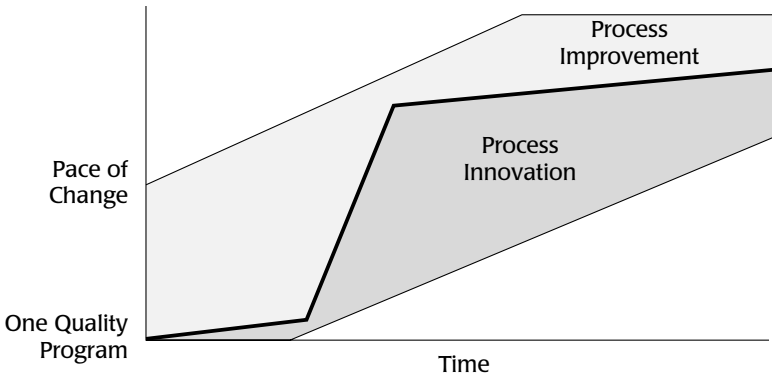 Process
Improvement
Process
Innovation
Pace of
Change
One Quality
Program
Time